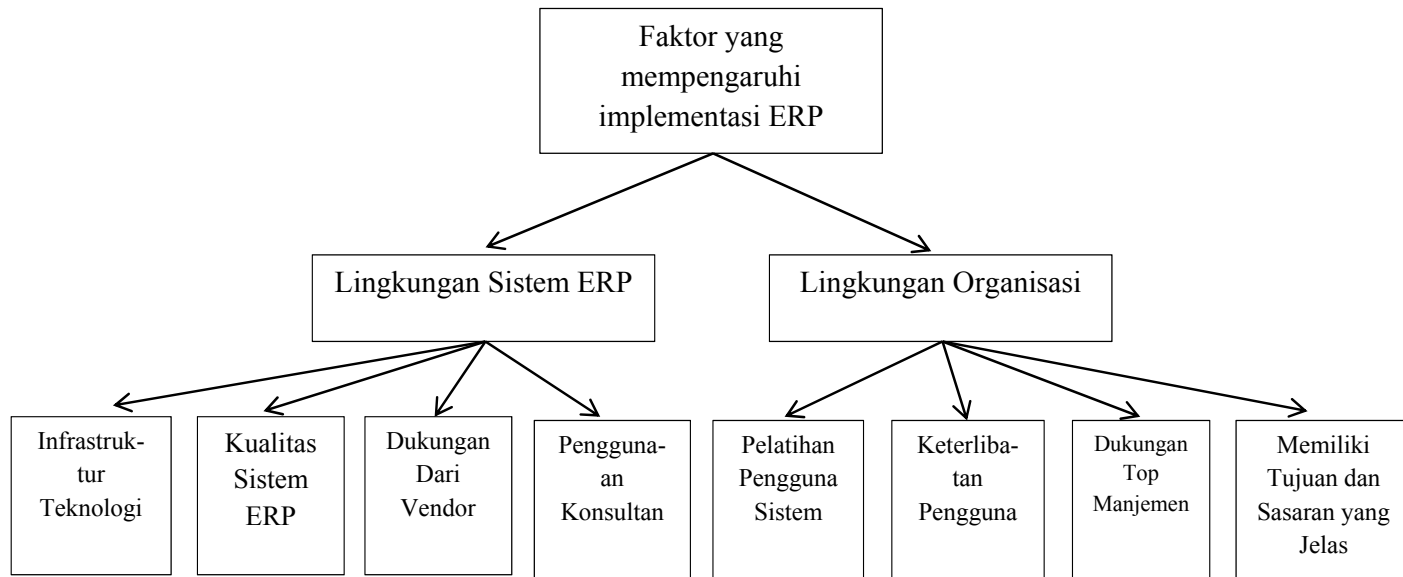 Faktor yang
mempengaruhi
implementasi ERP
Lingkungan Sistem ERP
Lingkungan Organisasi
Infrastruk-
tur
Teknologi
Kualitas
Sistem
ERP
Dukungan
Dari
Vendor
Pengguna-
an
Konsultan
Pelatihan
Pengguna
Sistem
Keterliba-
tan
Pengguna
Dukungan
Top
Manjemen
Memiliki
Tujuan dan
Sasaran yang
Jelas